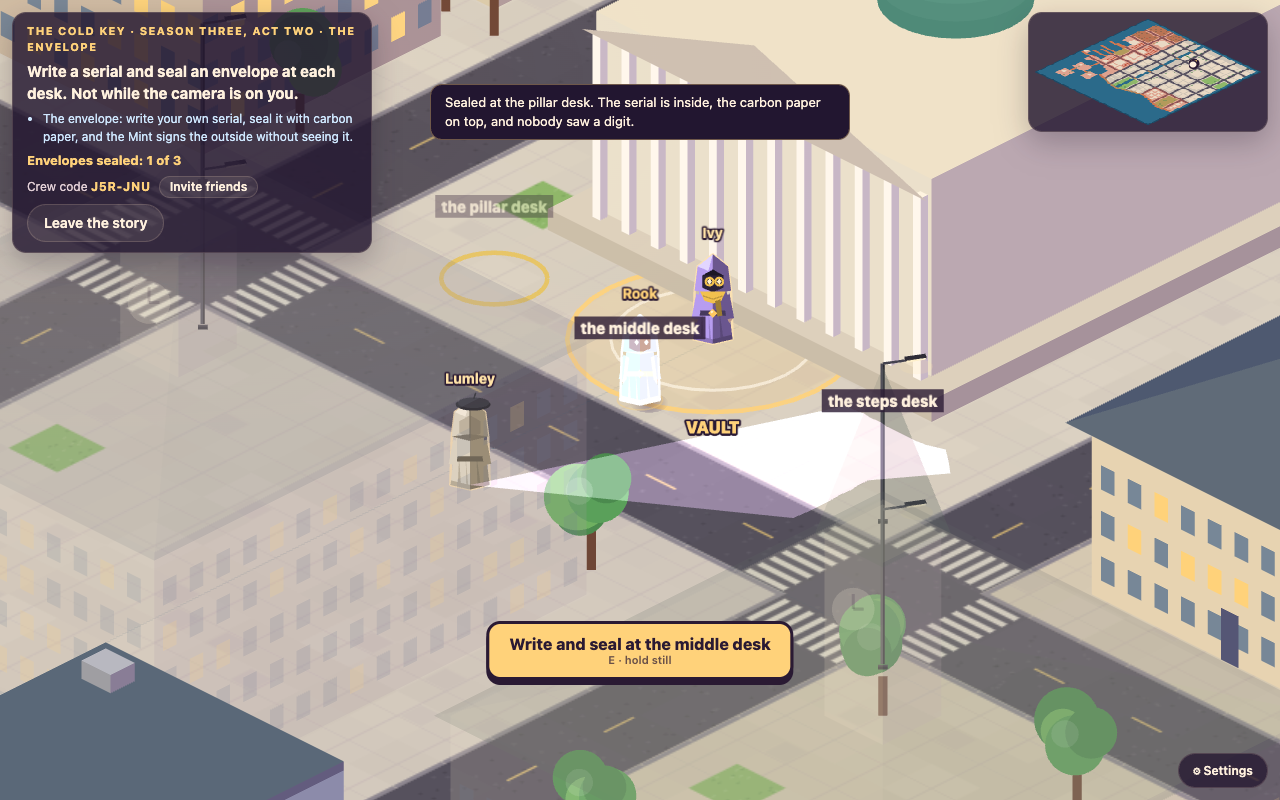 THE COLD KEY · SEASON THREE, ACT TWO · THE
ENVELOPE
Write a serial and seal an envelope at each
desk. Not while the camera is on you.
• The envelope: write your own serial, seal it with carbon
paper, and the Mint signs the outside without seeing it.
Envelopes sealed: 1 of 3
Crew code J5R-JNU Invite friends
Leave the story
Sealed at the pillar desk. The serial is inside, the carbon paper
on top, and nobody saw a digit.
the pillar desk
Ivy
Rook
the middle desk
Lumley
the steps desk
VAULT
L
L
Write and seal at the middle desk
E · hold still
⚙ Settings